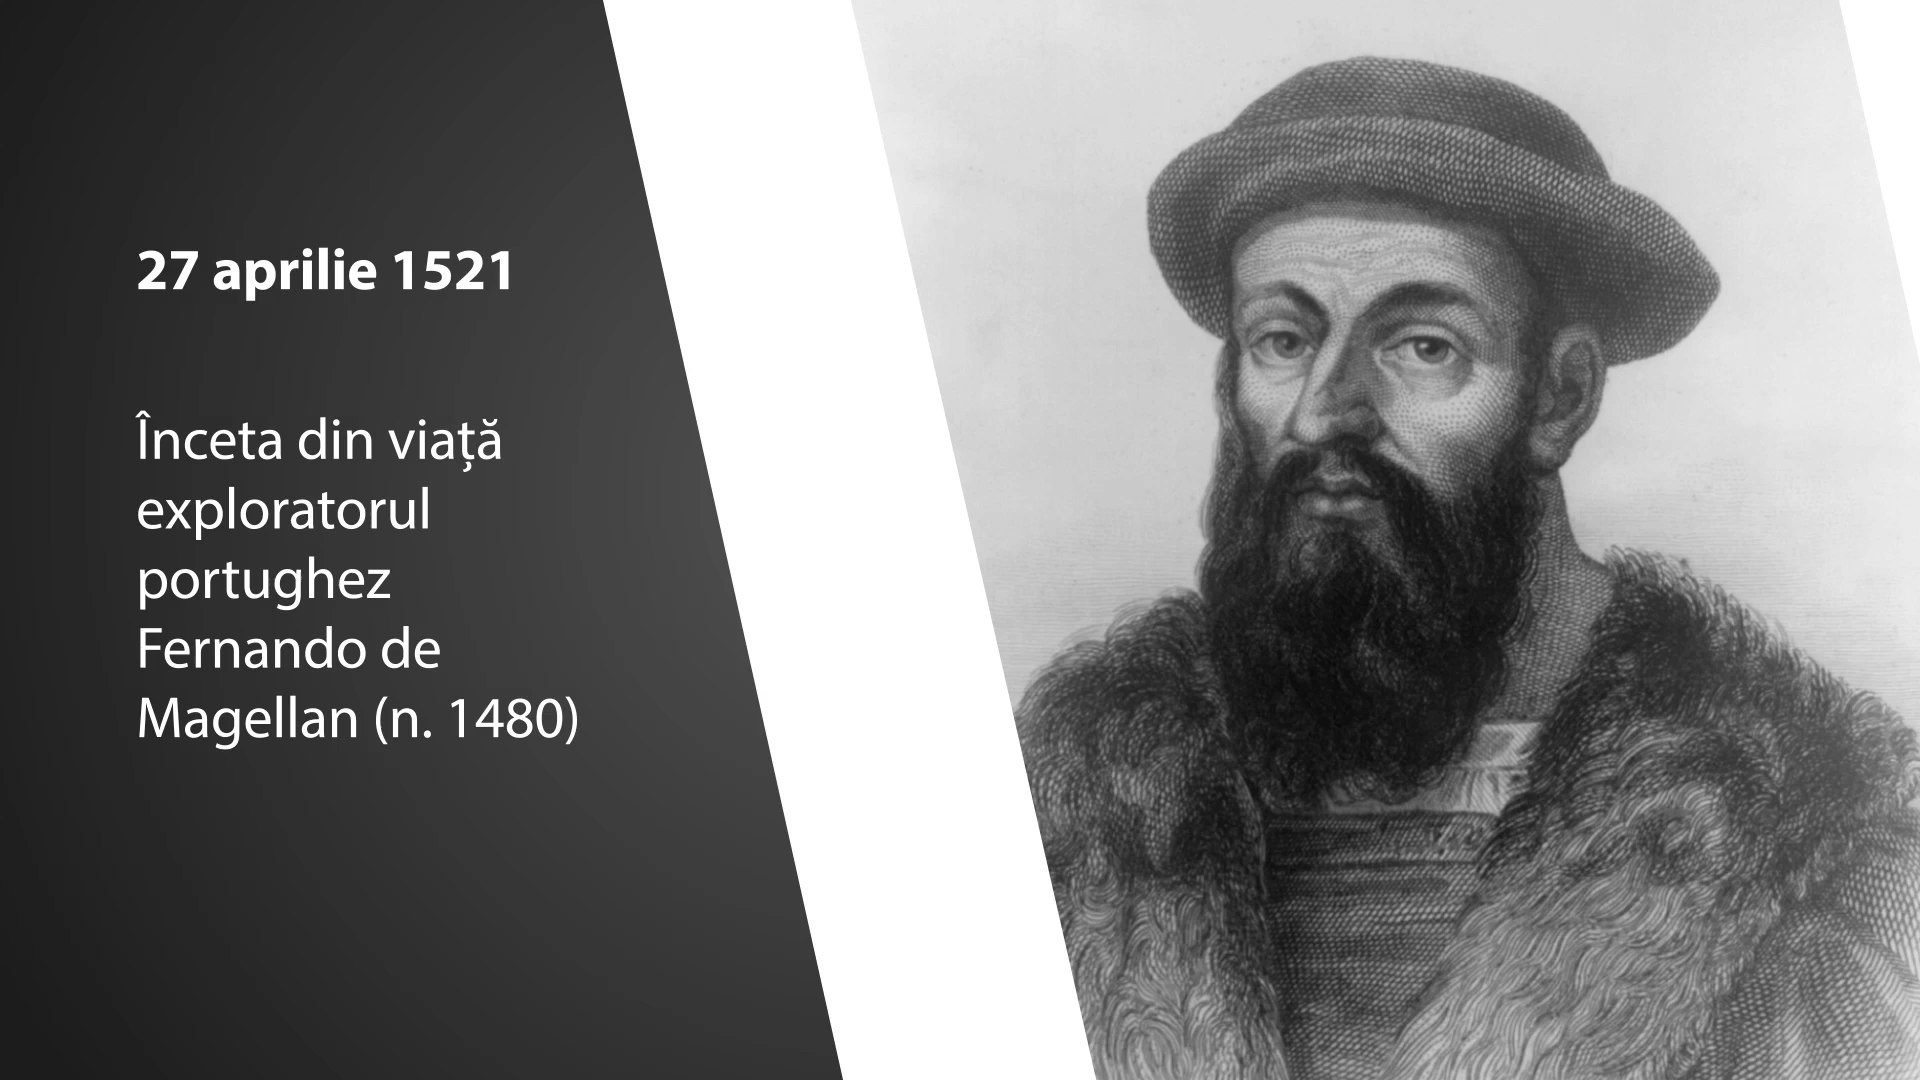 27 aprilie 1521
Înceta din viață
exploratorul
portughez
Fernando de
Magellan (n. 1480)